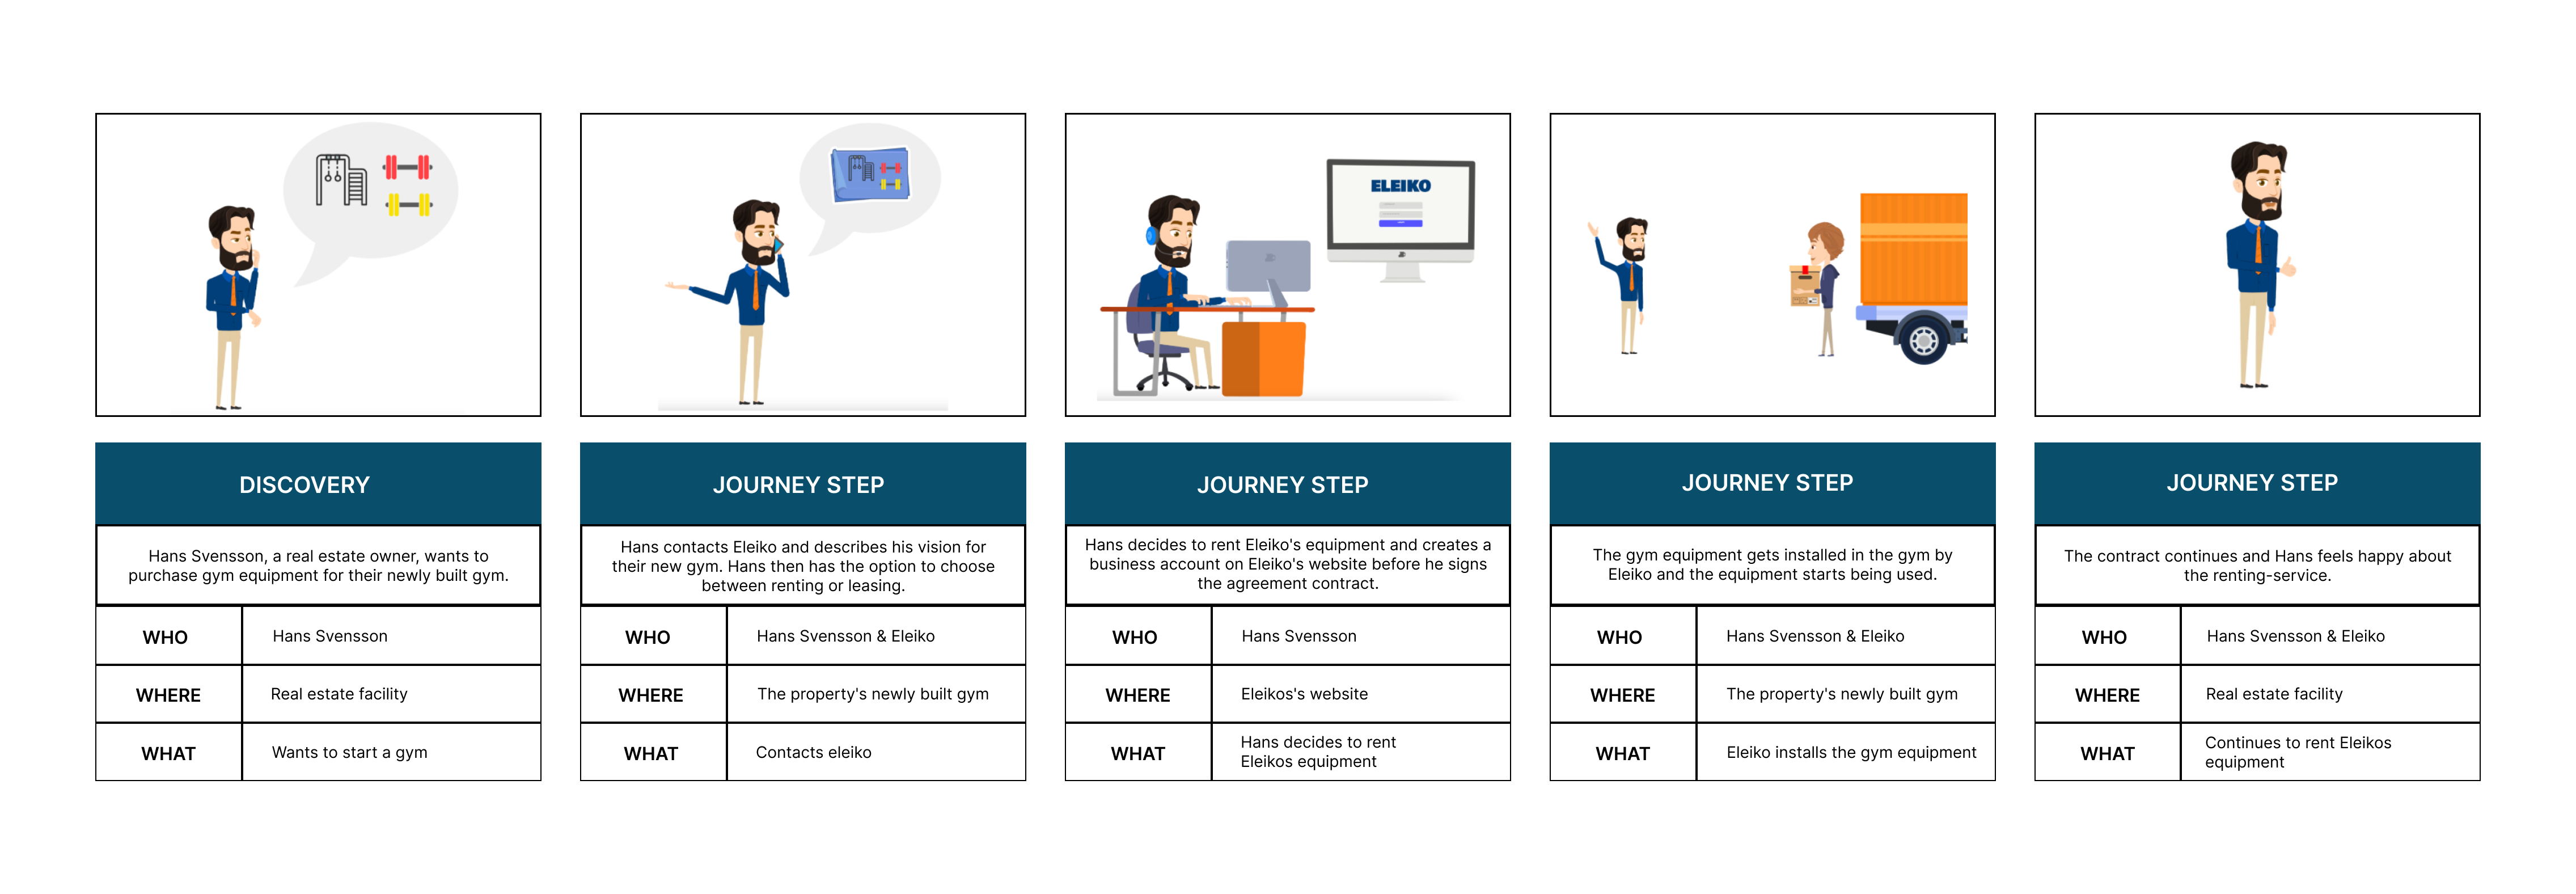 ELEIKO
DISCOVERY
Hans Svensson, a real estate owner, wants to
purchase gym equipment for their newly built gym.
WHO
Hans Svensson
WHERE
Real estate facility
WHAT
Wants to start a gym
JOURNEY STEP
Hans contacts Eleiko and describes his vision for
their new gym. Hans then has the option to choose
between renting or leasing.
WHO
Hans Svensson & Eleiko
WHERE
The property's newly built gym
WHAT
Contacts eleiko
JOURNEY STEP
Hans decides to rent Eleiko's equipment and creates a
business account on Eleiko's website before he signs
the agreement contract.
WHO
Hans Svensson
WHERE
Eleikos's website
WHAT
Hans decides to rent
Eleikos equipment
JOURNEY STEP
The gym equipment gets installed in the gym by
Eleiko and the equipment starts being used.
WHO
Hans Svensson & Eleiko
WHERE
The property's newly built gym
WHAT
Eleiko installs the gym equipment
JOURNEY STEP
The contract continues and Hans feels happy about
the renting-service.
WHO
Hans Svensson & Eleiko
WHERE
Real estate facility
WHAT
Continues to rent Eleikos
equipment